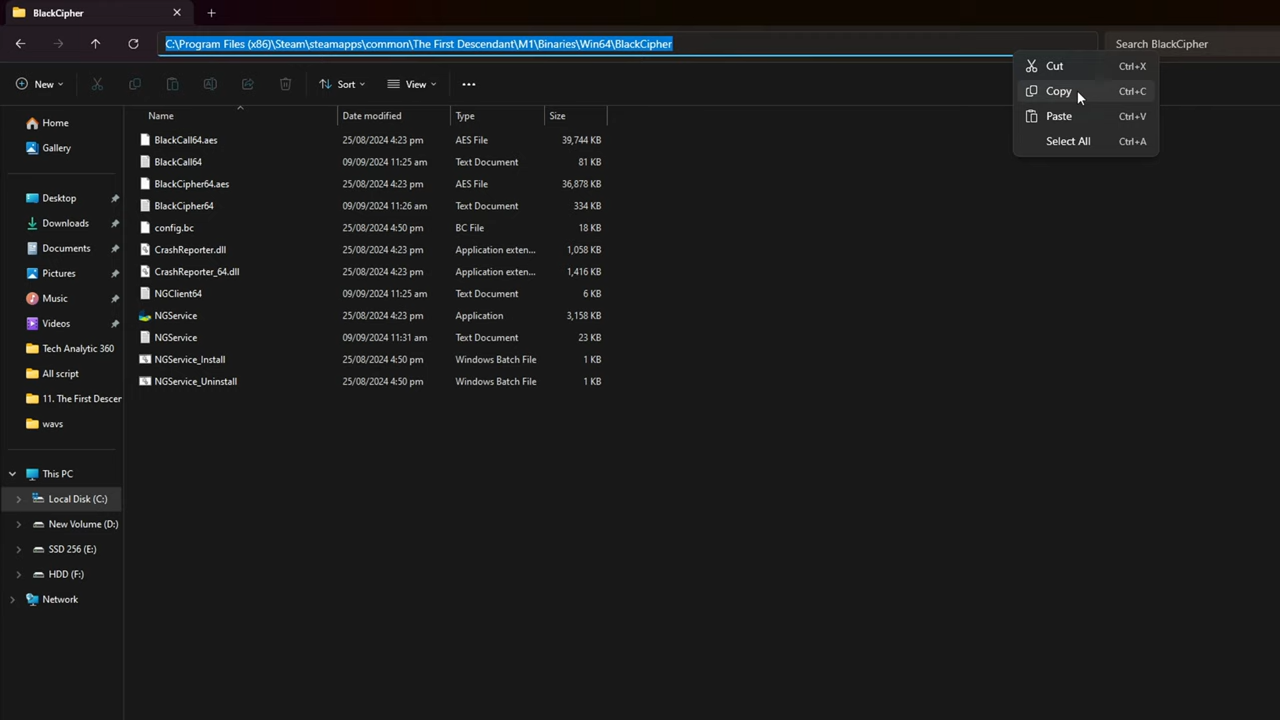 BlackCipher
C:\Program Files (x86)\Steam\steamapps\common\The First Descendant\M1\Binaries\Win64\BlackCipher
Search BlackCipher
New
Sort
View
Cut Ctrl+X
Copy Ctrl+C
Paste Ctrl+V
Select All Ctrl+A
Home
Gallery
Desktop
Downloads
Documents
Pictures
Music
Videos
Tech Analytic 360
All script
11. The First Descer
wavs
This PC
Local Disk (C:)
New Volume (D:)
SSD 256 (E:)
HDD (F:)
Network
Name Date modified Type Size
BlackCall64.aes 25/08/2024 4:23 pm AES File 39,744 KB
BlackCall64 09/09/2024 11:25 am Text Document 81 KB
BlackCipher64.aes 25/08/2024 4:23 pm AES File 36,878 KB
BlackCipher64 09/09/2024 11:26 am Text Document 334 KB
config.bc 25/08/2024 4:50 pm BC File 18 KB
CrashReporter.dll 25/08/2024 4:23 pm Application exten... 1,058 KB
CrashReporter_64.dll 25/08/2024 4:23 pm Application exten... 1,416 KB
NGClient64 09/09/2024 11:25 am Text Document 6 KB
NGService 25/08/2024 4:23 pm Application 3,158 KB
NGService 09/09/2024 11:31 am Text Document 23 KB
NGService_Install 25/08/2024 4:50 pm Windows Batch File 1 KB
NGService_Uninstall 25/08/2024 4:50 pm Windows Batch File 1 KB